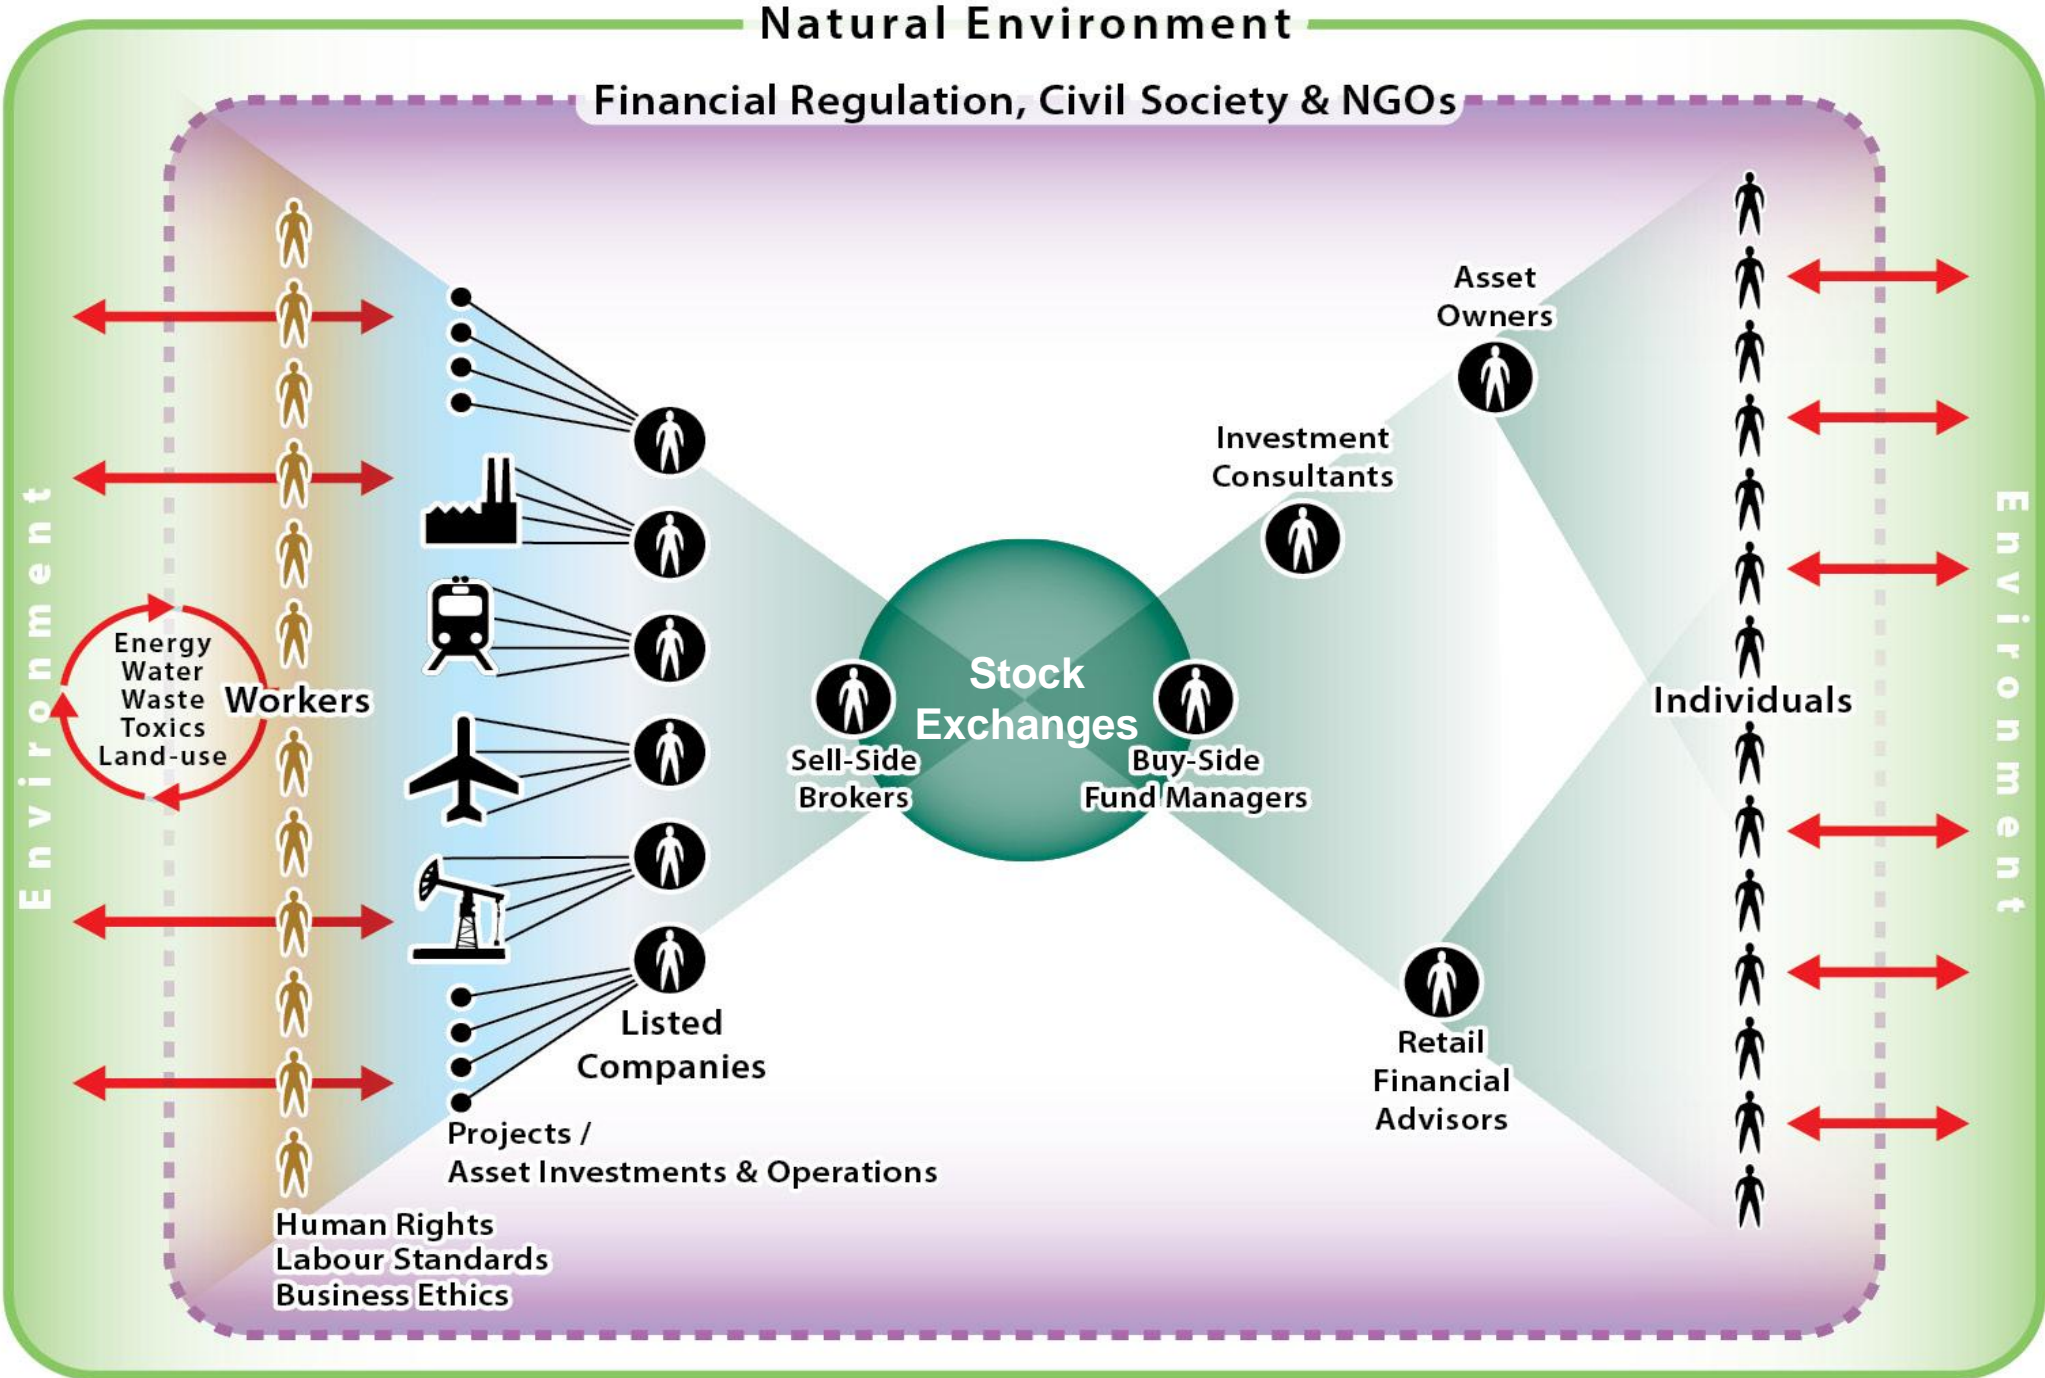 Natural Environment
Financial Regulation, Civil Society & NGOs
Environment
Energy
Water
Waste
Toxics
Land-use
Workers
Human Rights
Labour Standards
Business Ethics
Projects /
Asset Investments & Operations
Listed
Companies
Sell-Side
Brokers
Stock
Exchanges
Buy-Side
Fund Managers
Investment
Consultants
Asset
Owners
Retail
Financial
Advisors
Individuals
Environment